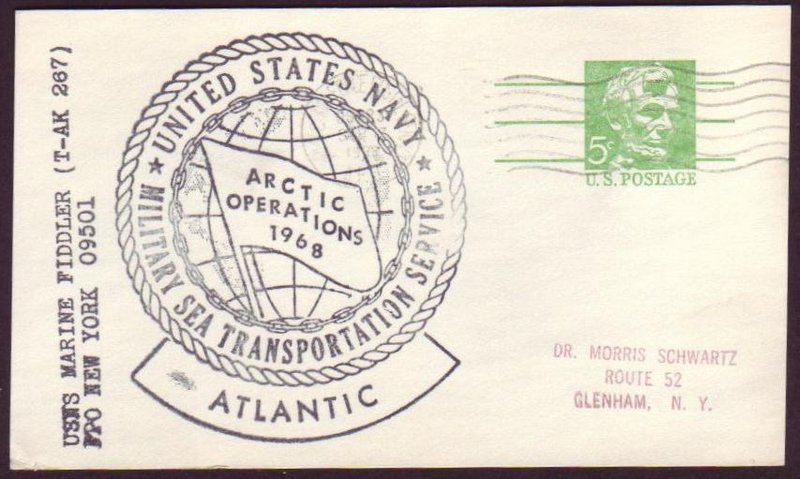 USNS MARINE FIDDLER (T-AK 267)
FPO NEW YORK 09501
★ UNITED STATES NAVY ★
MILITARY SEA TRANSPORTATION SERVICE
ARCTIC
OPERATIONS
1968
ATLANTIC
5¢
U.S. POSTAGE
DR. MORRIS SCHWARTZ
ROUTE 52
GLENHAM, N. Y.